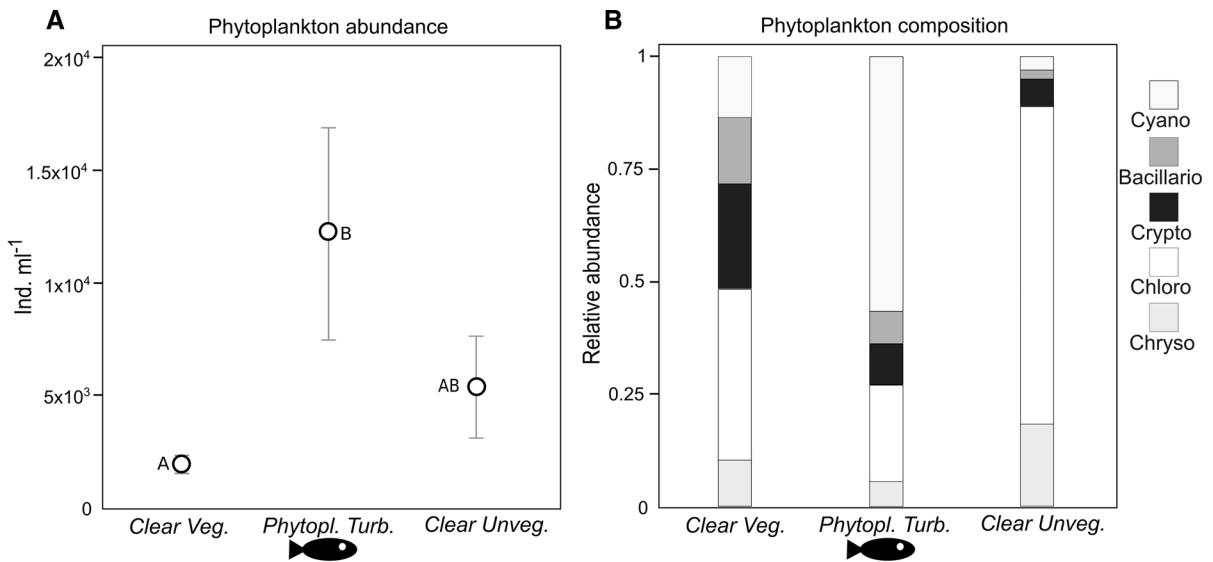 A
Phytoplankton abundance
Ind. ml⁻¹
2x10⁴
1.5x10⁴
1x10⁴
5x10³
0
A
B
AB
Clear Veg.
Phytopl. Turb.
Clear Unveg.
B
Phytoplankton composition
Relative abundance
1
0.75
0.5
0.25
0
Clear Veg.
Phytopl. Turb.
Clear Unveg.
Cyano
Bacillario
Crypto
Chloro
Chryso